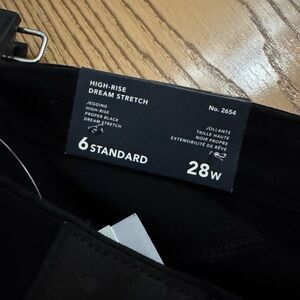 HIGH-RISE
DREAM STRETCH
No. 2654
JEGGING
HIGH-RISE
PROPER BLACK
DREAM STRETCH
JOLLANTS
TAILLE HAUTE
NOIR PROPRE
EXTENSIBILITÉ DE RÊVE
6 STANDARD
28W